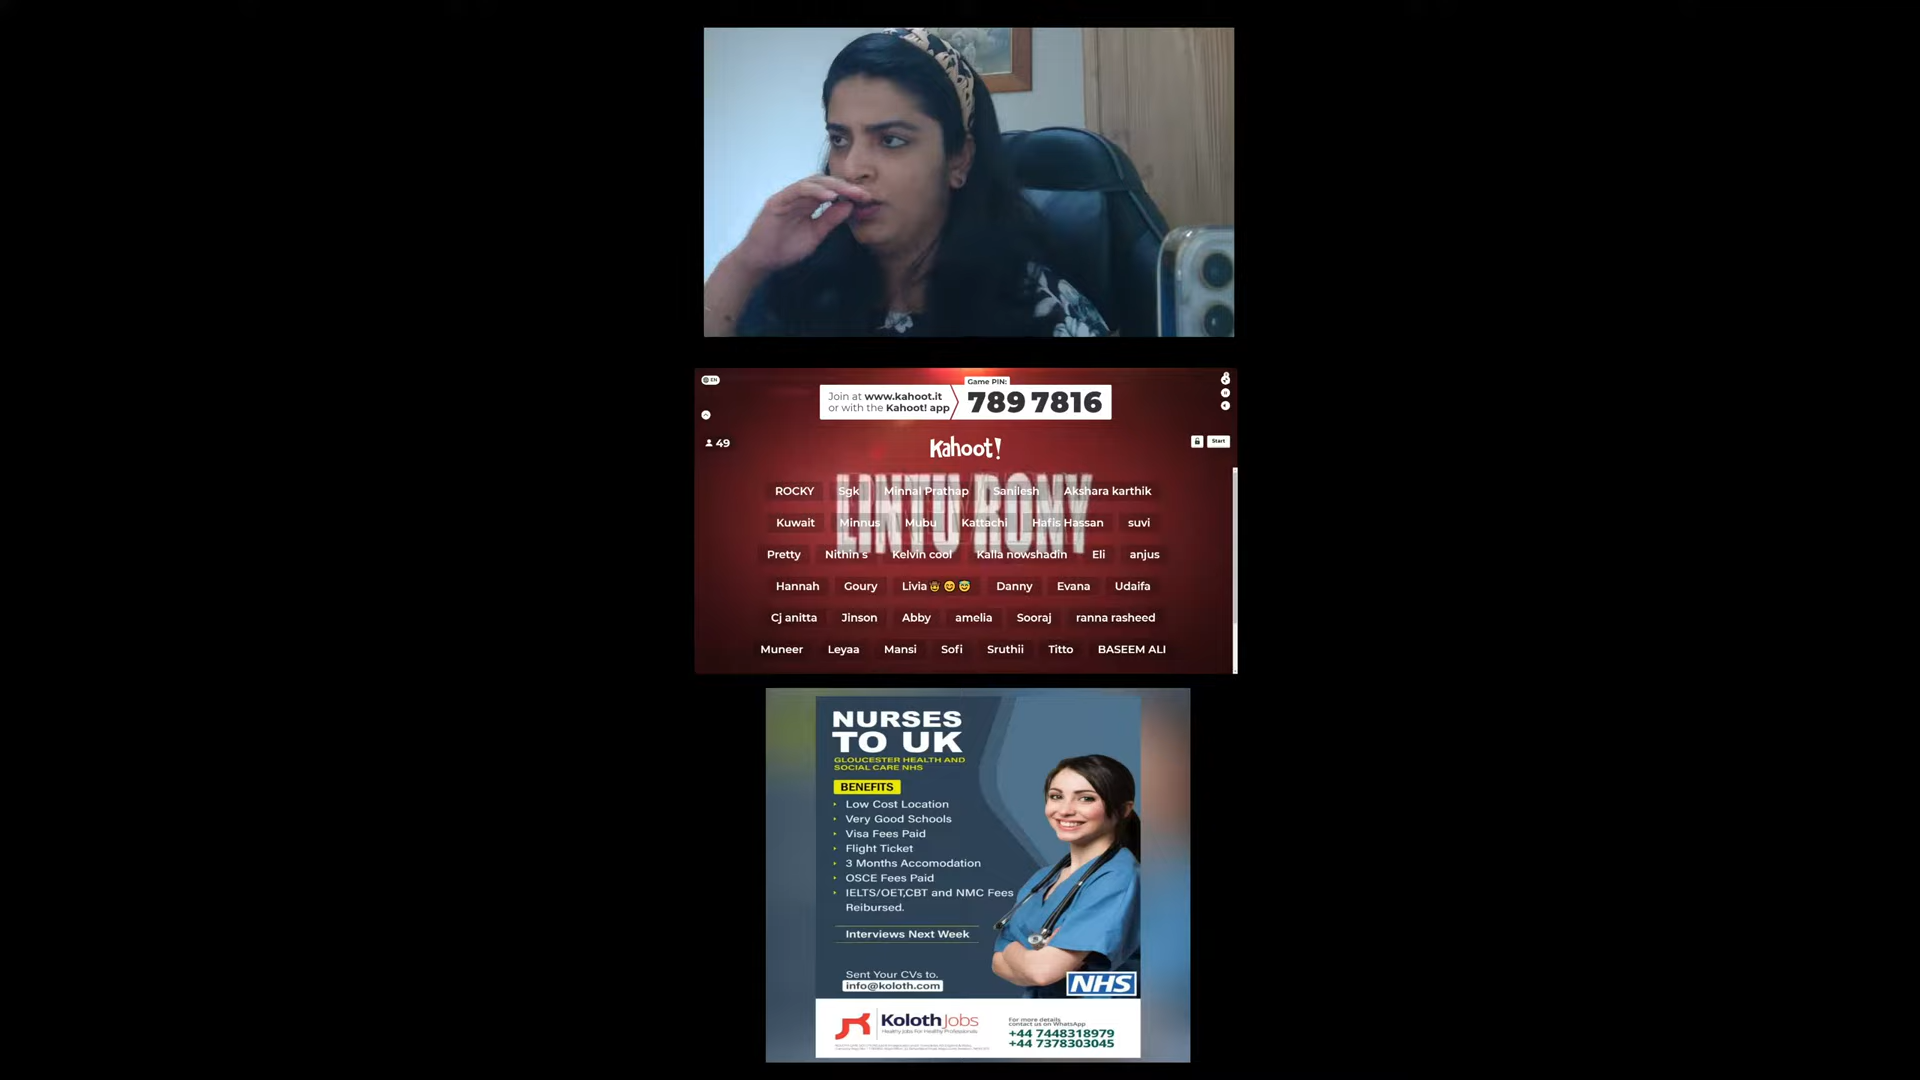 EN
Join at www.kahoot.it
or with the Kahoot! app
Game PIN:
789 7816
49
Kahoot!
Start
LINTU RONY
ROCKY Sgk Minnal Prathap Sanilesh Akshara karthik
Kuwait Minnus Mubu Kattachi Hafis Hassan suvi
Pretty Nithin s Kelvin cool Kalla nowshadin Eli anjus
Hannah Goury Livia🤠😊😇 Danny Evana Udaifa
Cj anitta Jinson Abby amelia Sooraj ranna rasheed
Muneer Leyaa Mansi Sofi Sruthii Titto BASEEM ALI
NURSES
TO UK
GLOUCESTER HEALTH AND
SOCIAL CARE NHS
BENEFITS
Low Cost Location
Very Good Schools
Visa Fees Paid
Flight Ticket
3 Months Accomodation
OSCE Fees Paid
IELTS/OET,CBT and NMC Fees
Reibursed.
Interviews Next Week
Sent Your CVs to.
info@koloth.com
NHS
Koloth Jobs
Healthy Jobs For Healthy Professionals
For more details
contact us on WhatsApp
+44 7448318979
+44 7378303045